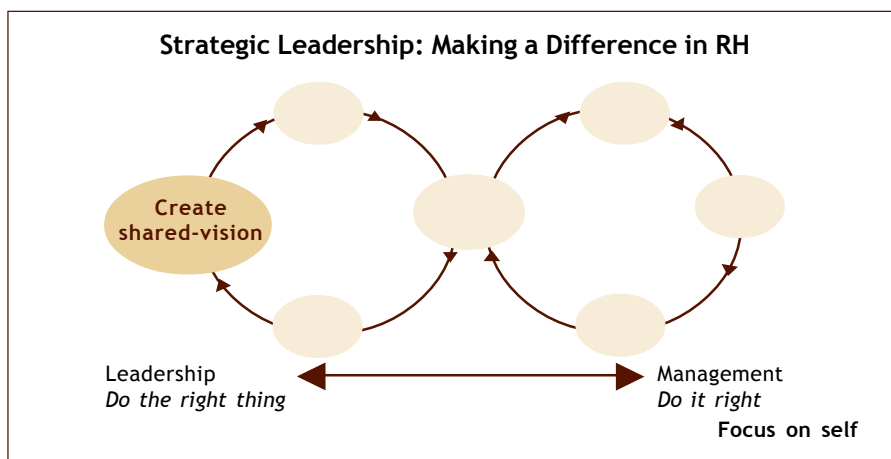 Strategic Leadership: Making a Difference in RH
Create
shared-vision
Leadership
Do the right thing
Management
Do it right
Focus on self